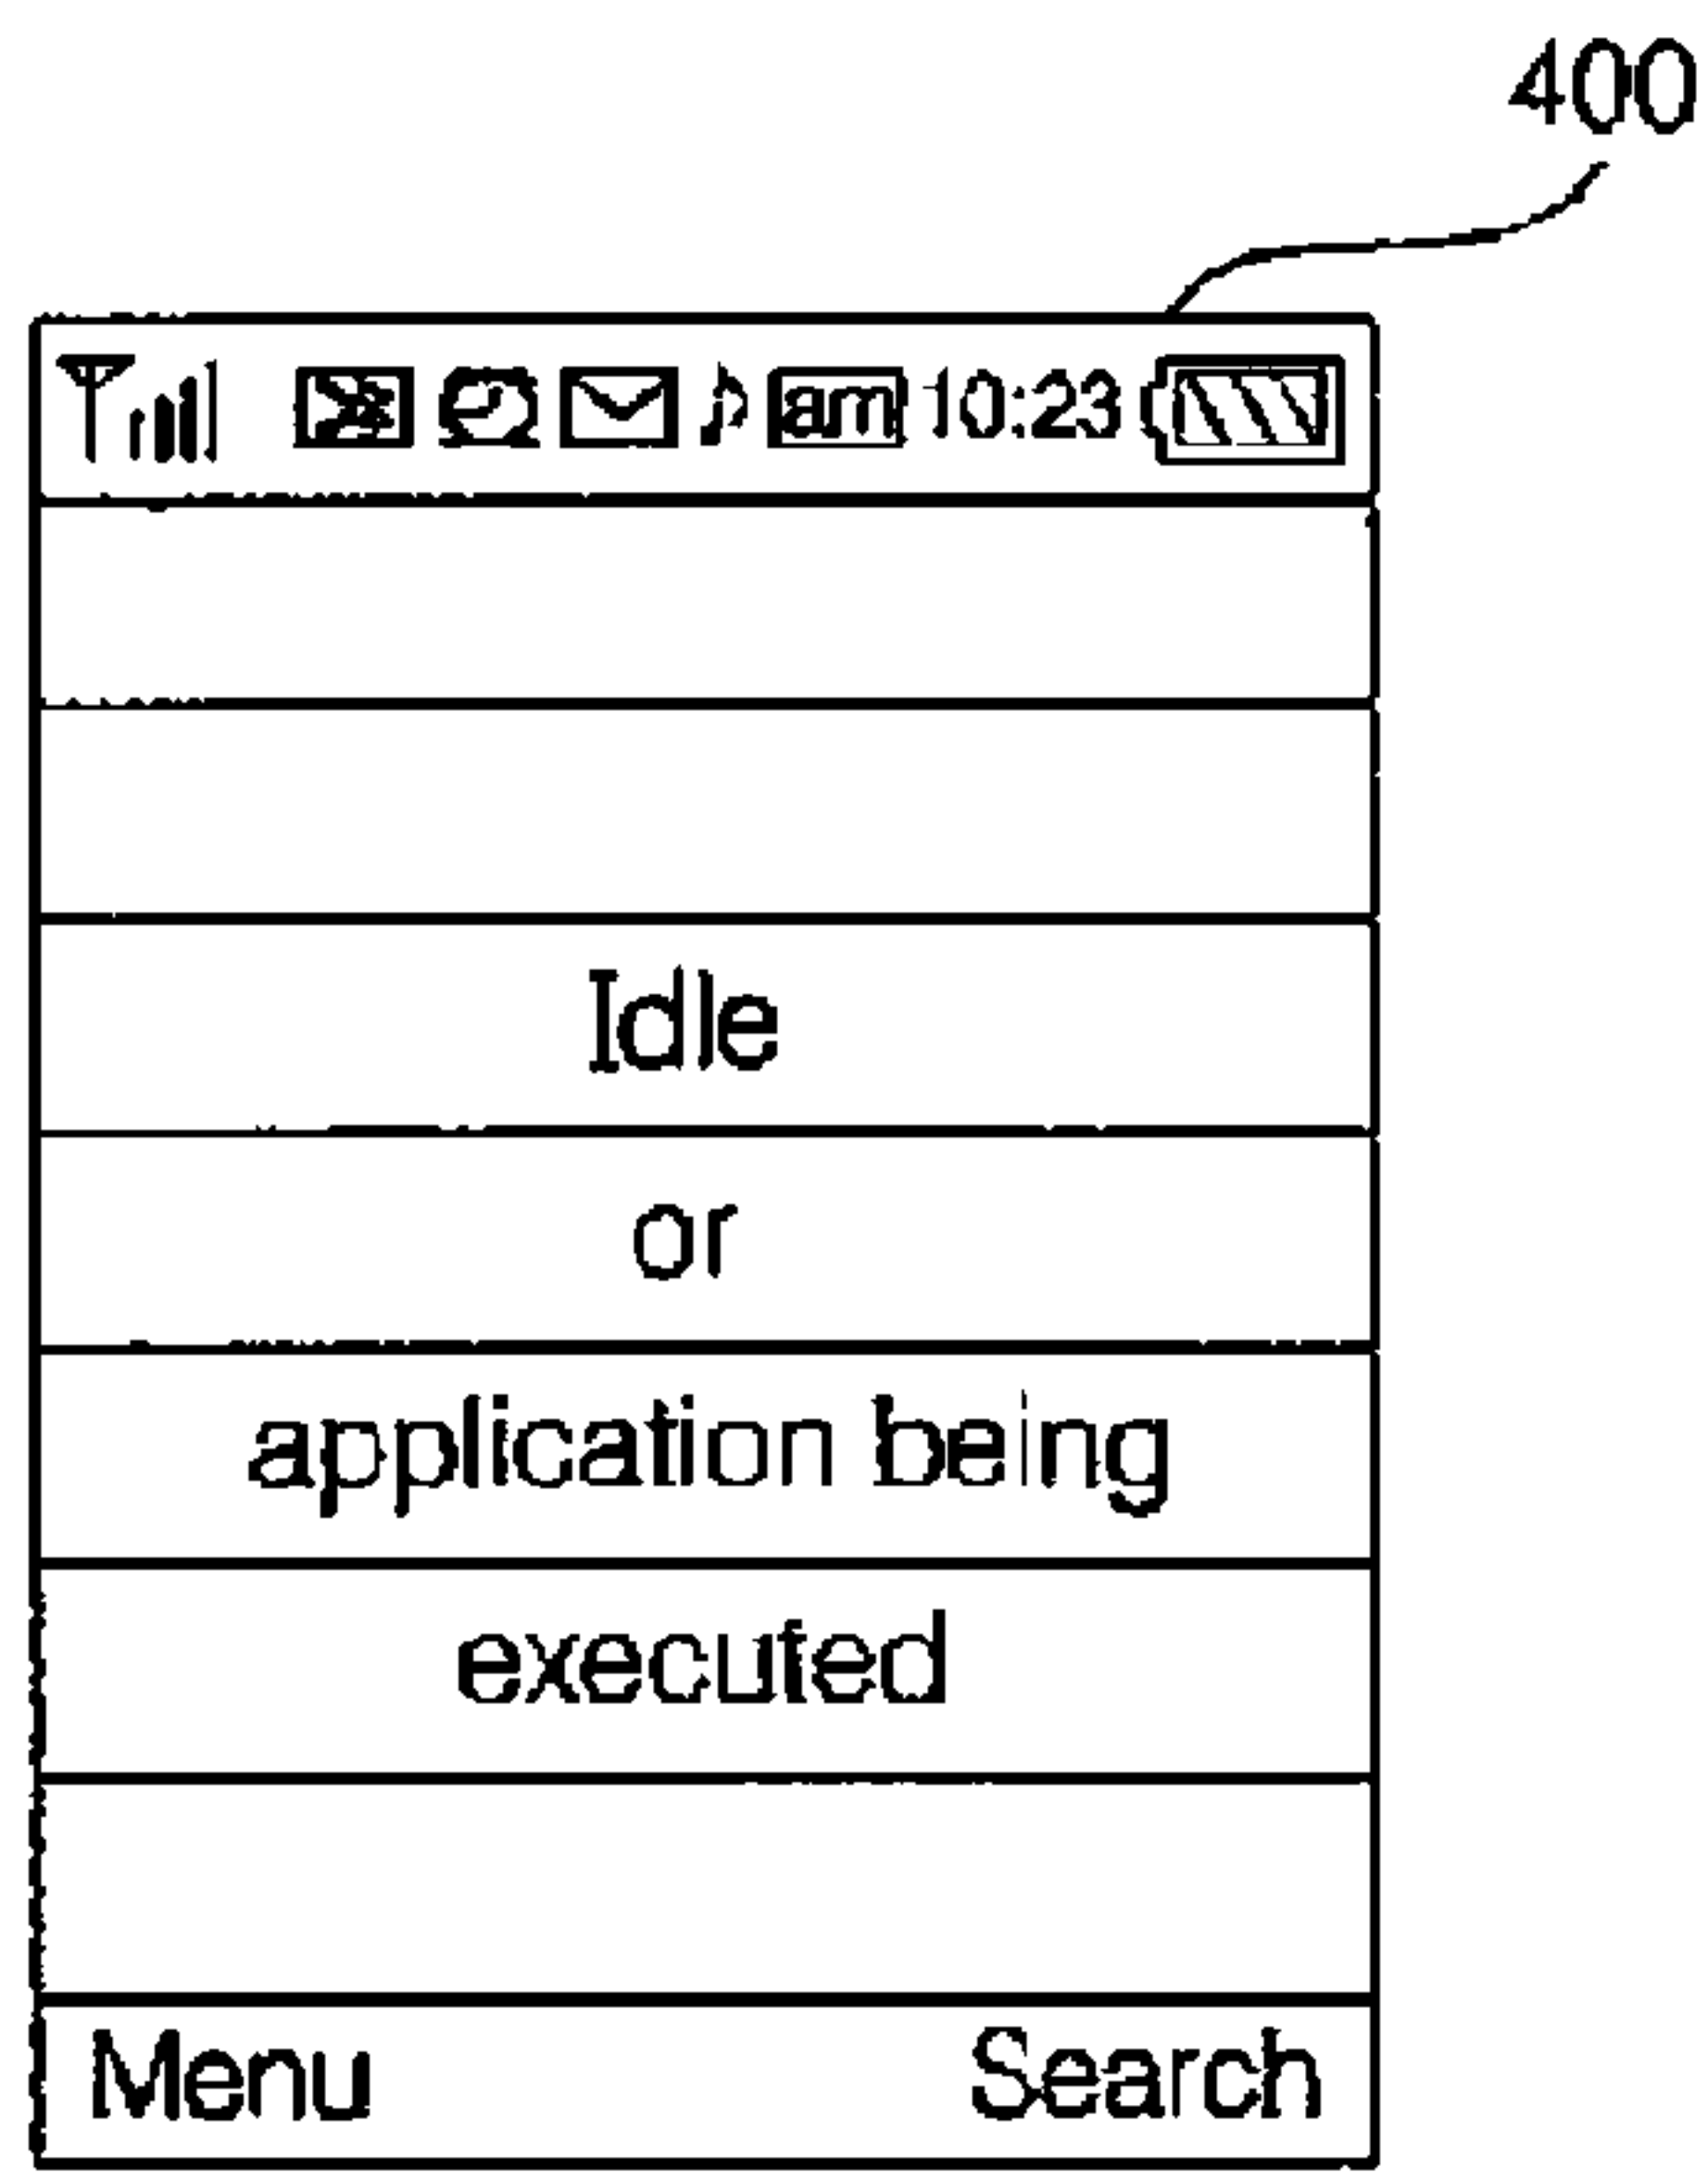 400
am 10:23
Idle
or
application being
executed
Menu Search